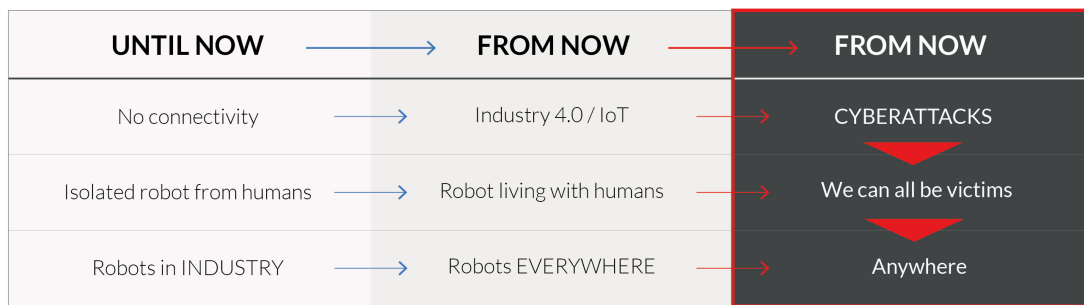 UNTIL NOW
FROM NOW
FROM NOW
No connectivity
Industry 4.0 / IoT
CYBERATTACKS
Isolated robot from humans
Robot living with humans
We can all be victims
Robots in INDUSTRY
Robots EVERYWHERE
Anywhere